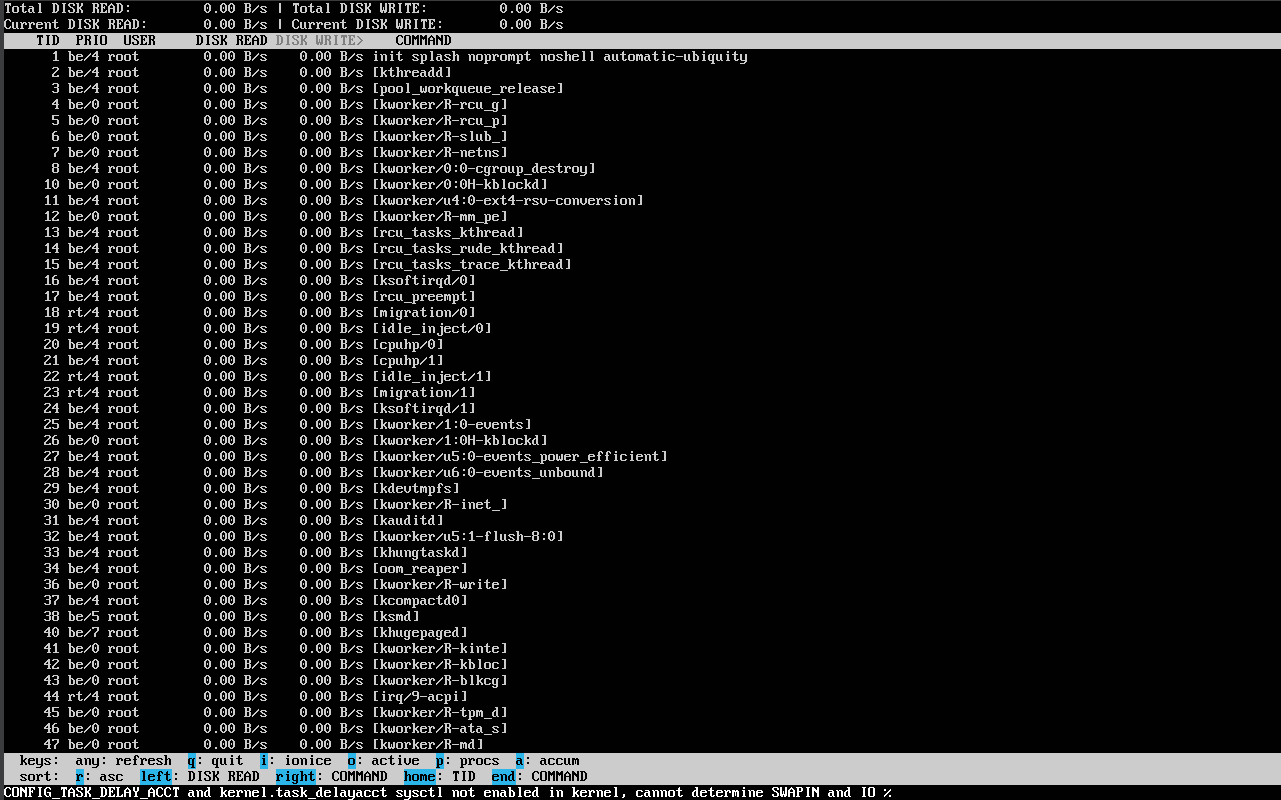 Total DISK READ:         0.00 B/s | Total DISK WRITE:         0.00 B/s
Current DISK READ:       0.00 B/s | Current DISK WRITE:       0.00 B/s
    TID  PRIO  USER     DISK READ DISK WRITE>    COMMAND
      1 be/4 root        0.00 B/s    0.00 B/s init splash noprompt noshell automatic-ubiquity
      2 be/4 root        0.00 B/s    0.00 B/s [kthreadd]
      3 be/4 root        0.00 B/s    0.00 B/s [pool_workqueue_release]
      4 be/0 root        0.00 B/s    0.00 B/s [kworker/R-rcu_g]
      5 be/0 root        0.00 B/s    0.00 B/s [kworker/R-rcu_p]
      6 be/0 root        0.00 B/s    0.00 B/s [kworker/R-slub_]
      7 be/0 root        0.00 B/s    0.00 B/s [kworker/R-netns]
      8 be/4 root        0.00 B/s    0.00 B/s [kworker/0:0-cgroup_destroy]
     10 be/0 root        0.00 B/s    0.00 B/s [kworker/0:0H-kblockd]
     11 be/4 root        0.00 B/s    0.00 B/s [kworker/u4:0-ext4-rsv-conversion]
     12 be/0 root        0.00 B/s    0.00 B/s [kworker/R-mm_pe]
     13 be/4 root        0.00 B/s    0.00 B/s [rcu_tasks_kthread]
     14 be/4 root        0.00 B/s    0.00 B/s [rcu_tasks_rude_kthread]
     15 be/4 root        0.00 B/s    0.00 B/s [rcu_tasks_trace_kthread]
     16 be/4 root        0.00 B/s    0.00 B/s [ksoftirqd/0]
     17 be/4 root        0.00 B/s    0.00 B/s [rcu_preempt]
     18 rt/4 root        0.00 B/s    0.00 B/s [migration/0]
     19 rt/4 root        0.00 B/s    0.00 B/s [idle_inject/0]
     20 be/4 root        0.00 B/s    0.00 B/s [cpuhp/0]
     21 be/4 root        0.00 B/s    0.00 B/s [cpuhp/1]
     22 rt/4 root        0.00 B/s    0.00 B/s [idle_inject/1]
     23 rt/4 root        0.00 B/s    0.00 B/s [migration/1]
     24 be/4 root        0.00 B/s    0.00 B/s [ksoftirqd/1]
     25 be/4 root        0.00 B/s    0.00 B/s [kworker/1:0-events]
     26 be/0 root        0.00 B/s    0.00 B/s [kworker/1:0H-kblockd]
     27 be/4 root        0.00 B/s    0.00 B/s [kworker/u5:0-events_power_efficient]
     28 be/4 root        0.00 B/s    0.00 B/s [kworker/u6:0-events_unbound]
     29 be/4 root        0.00 B/s    0.00 B/s [kdevtmpfs]
     30 be/0 root        0.00 B/s    0.00 B/s [kworker/R-inet_]
     31 be/4 root        0.00 B/s    0.00 B/s [kauditd]
     32 be/4 root        0.00 B/s    0.00 B/s [kworker/u5:1-flush-8:0]
     33 be/4 root        0.00 B/s    0.00 B/s [khungtaskd]
     34 be/4 root        0.00 B/s    0.00 B/s [oom_reaper]
     36 be/0 root        0.00 B/s    0.00 B/s [kworker/R-write]
     37 be/4 root        0.00 B/s    0.00 B/s [kcompactd0]
     38 be/5 root        0.00 B/s    0.00 B/s [ksmd]
     40 be/7 root        0.00 B/s    0.00 B/s [khugepaged]
     41 be/0 root        0.00 B/s    0.00 B/s [kworker/R-kinte]
     42 be/0 root        0.00 B/s    0.00 B/s [kworker/R-kbloc]
     43 be/0 root        0.00 B/s    0.00 B/s [kworker/R-blkcg]
     44 rt/4 root        0.00 B/s    0.00 B/s [irq/9-acpi]
     45 be/0 root        0.00 B/s    0.00 B/s [kworker/R-tpm_d]
     46 be/0 root        0.00 B/s    0.00 B/s [kworker/R-ata_s]
     47 be/0 root        0.00 B/s    0.00 B/s [kworker/R-md]
  keys:  any: refresh  q: quit  i: ionice  o: active  p: procs  a: accum
  sort:  r: asc  left: DISK READ  right: COMMAND  home: TID  end: COMMAND
CONFIG_TASK_DELAY_ACCT and kernel.task_delayacct sysctl not enabled in kernel, cannot determine SWAPIN and IO %